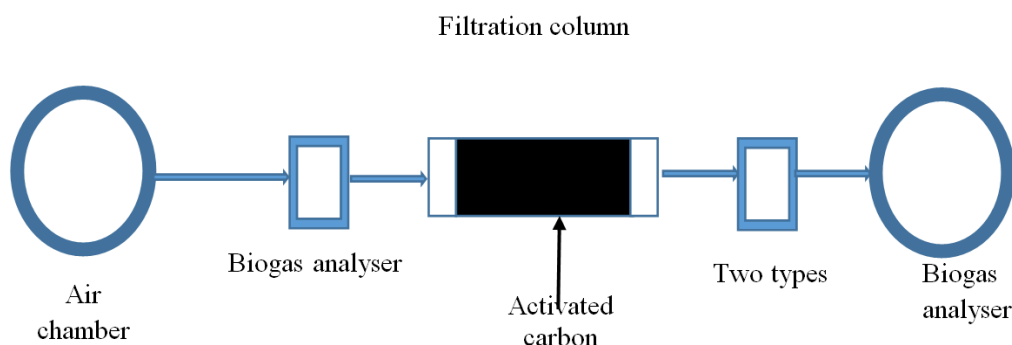 Filtration column
Biogas analyser
Two types
Biogas
analyser
Air
chamber
Activated
carbon